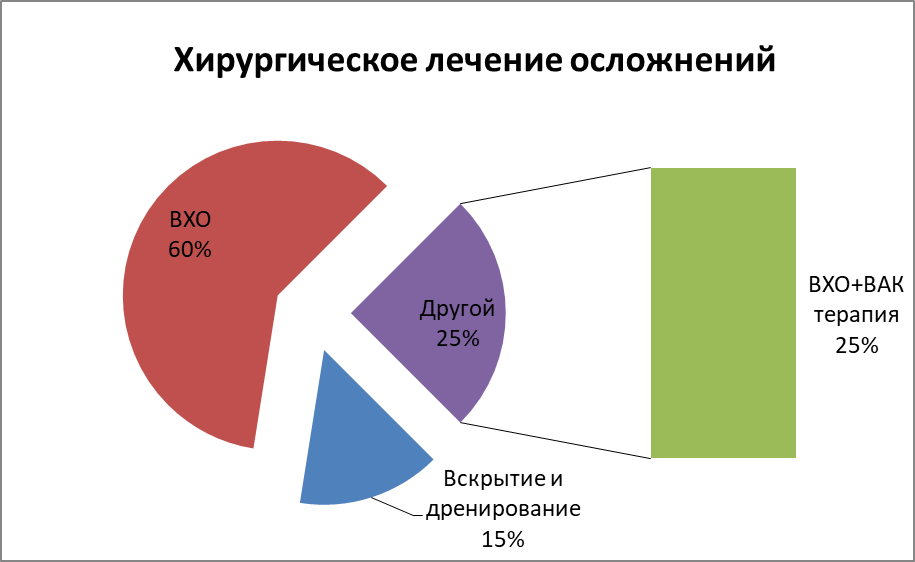 Хирургическое лечение осложнений
ВХО
60%
Другой
25%
ВХО+ВАК
терапия
25%
Вскрытие и
дренирование
15%